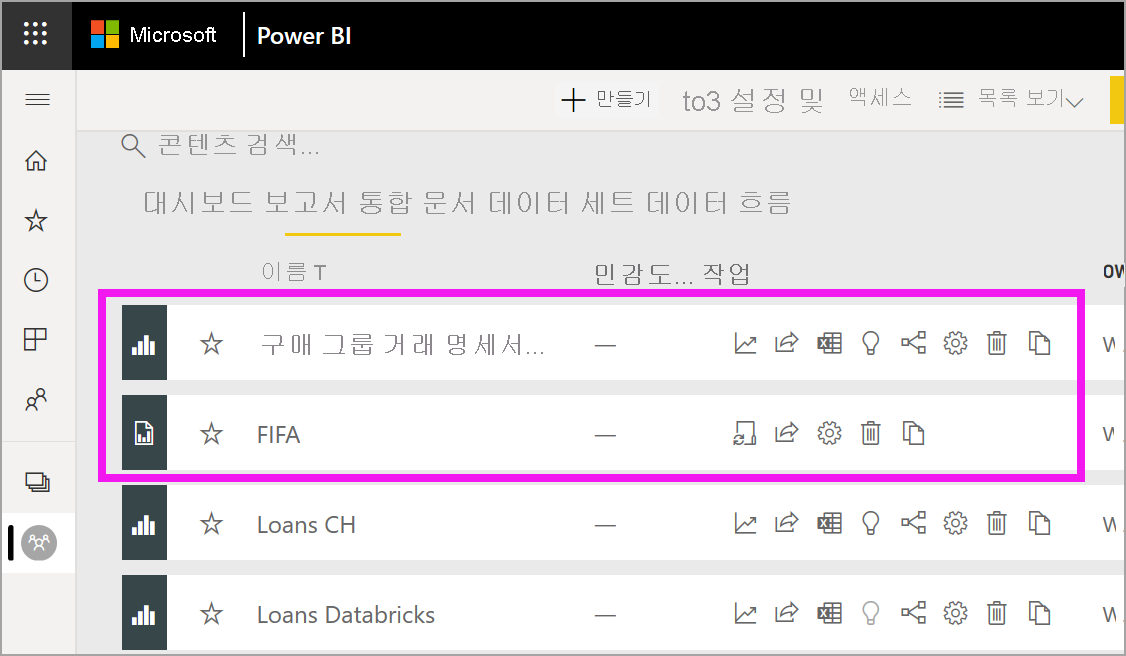 Microsoft Power BI
만들기 to3 설정 및 액세스 목록 보기
콘텐츠 검색...
대시보드 보고서 통합 문서 데이터 세트 데이터 흐름
이름 T 민감도... 작업 OW
구매 그룹 거래 명세서... — W
FIFA — W
Loans CH — W
Loans Databricks — W